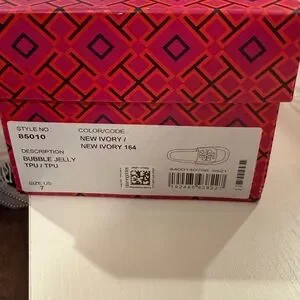 STYLE NO:
85010
COLOR/CODE
NEW IVORY /
NEW IVORY 164
DESCRIPTION
BUBBLE JELLY
TPU / TPU
SIZE US
7